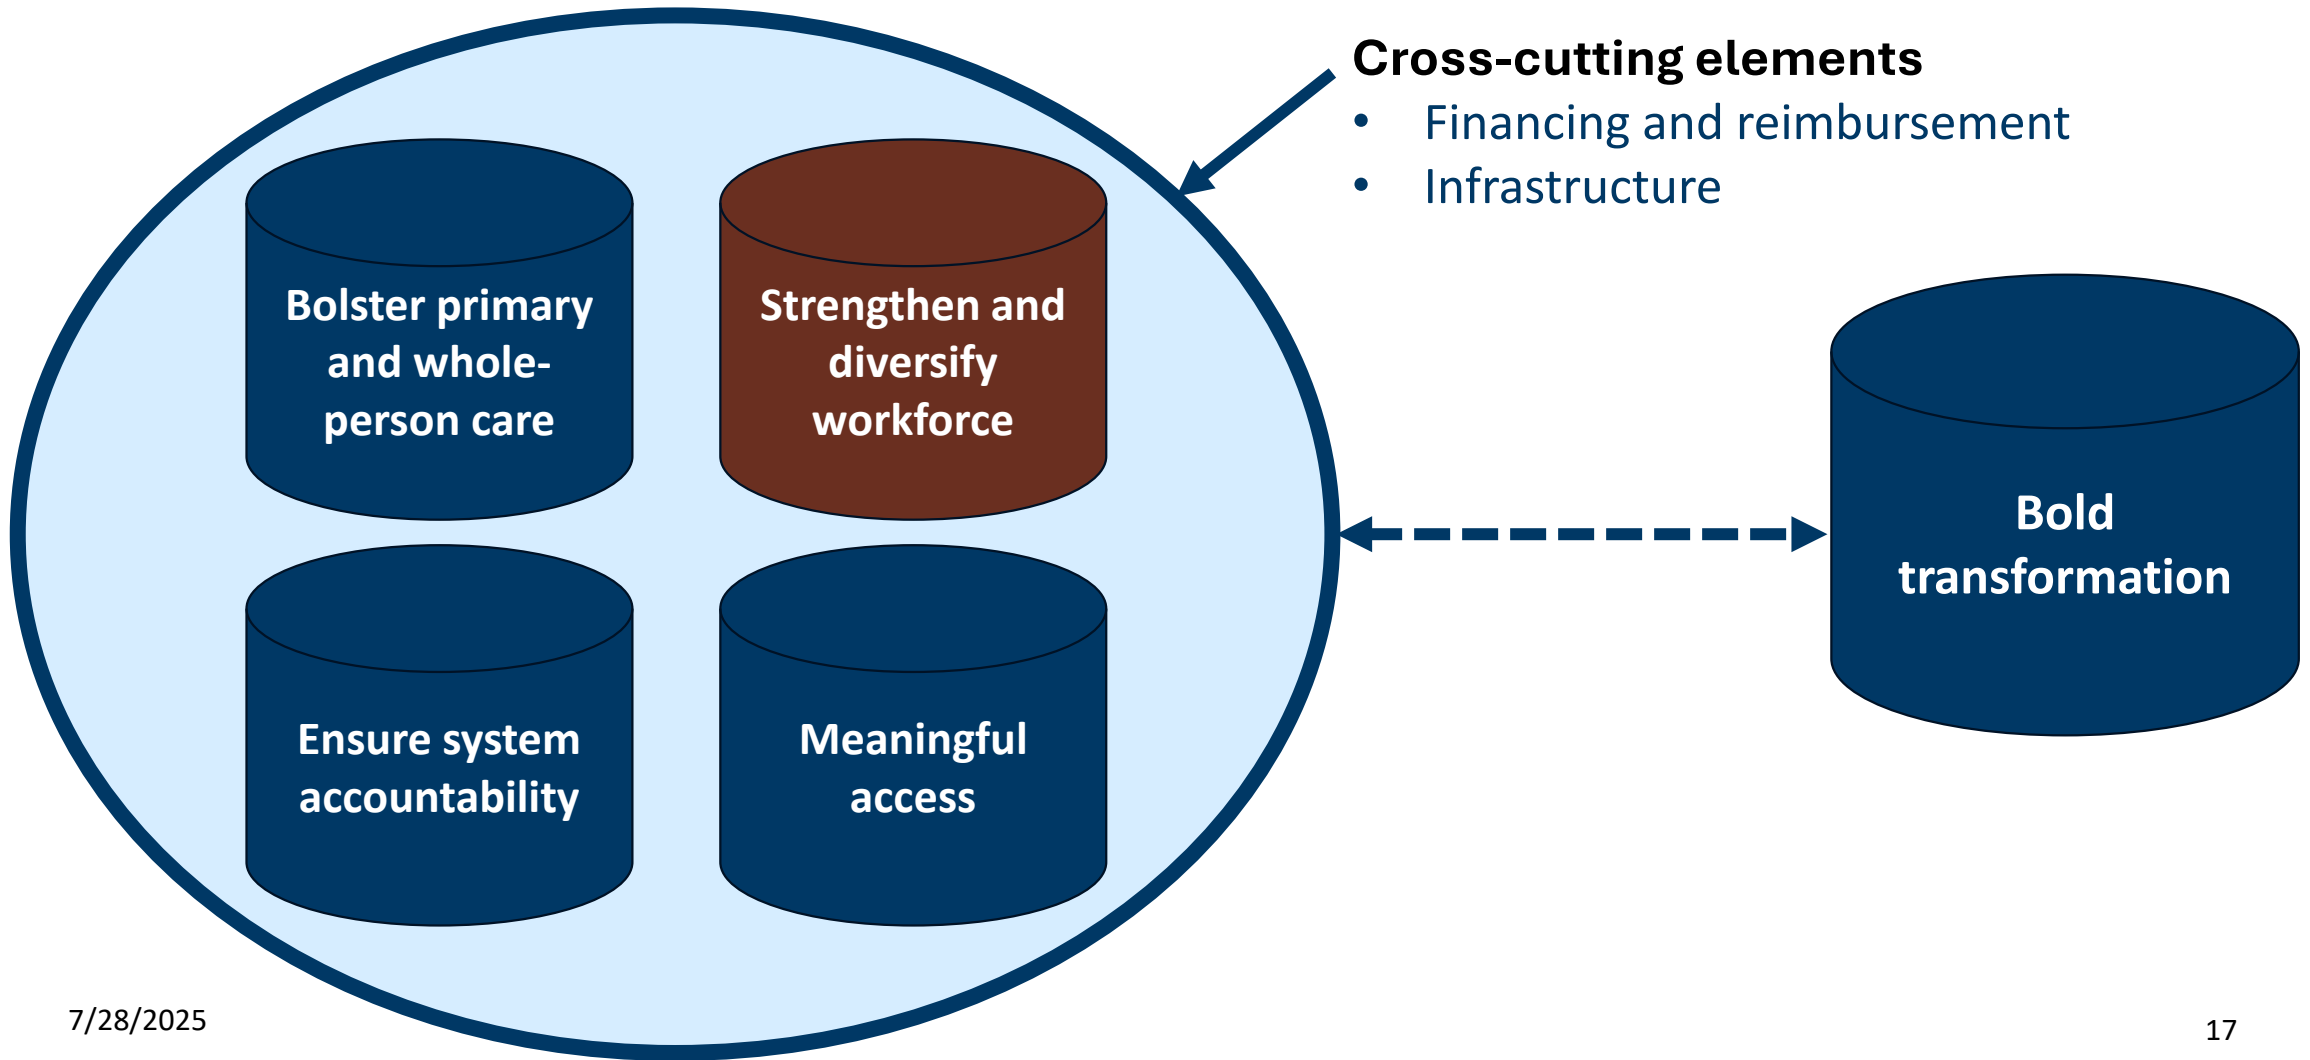 Cross-cutting elements
• Financing and reimbursement
• Infrastructure
Bolster primary
and whole-
person care
Strengthen and
diversify
workforce
Ensure system
accountability
Meaningful
access
Bold
transformation
7/28/2025
17